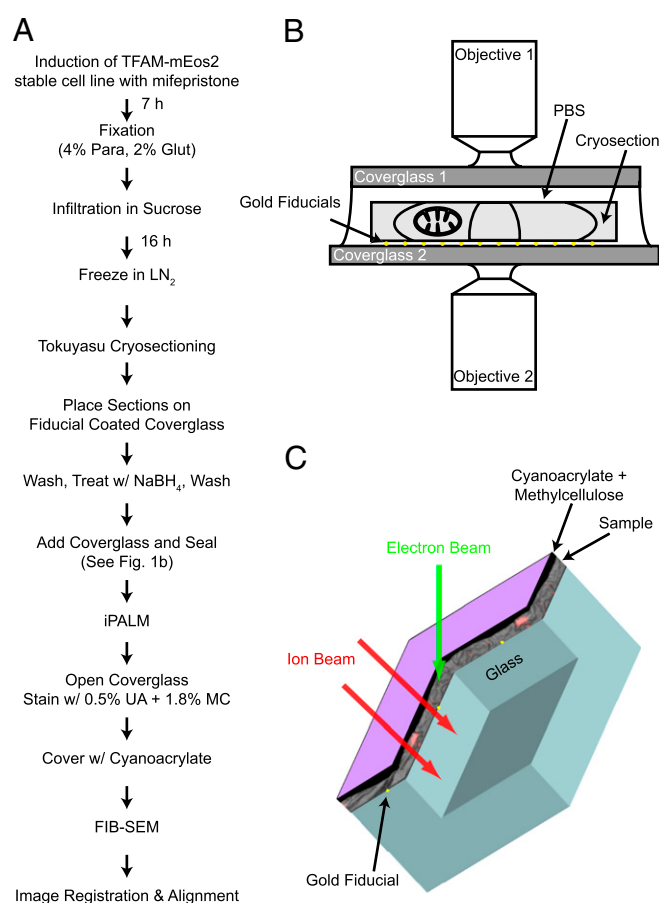 A
Induction of TFAM-mEos2
stable cell line with mifepristone
7 h
Fixation
(4% Para, 2% Glut)
Infiltration in Sucrose
16 h
Freeze in LN2
Tokuyasu Cryosectioning
Place Sections on
Fiducial Coated Coverglass
Wash, Treat w/ NaBH4, Wash
Add Coverglass and Seal
(See Fig. 1b)
iPALM
Open Coverglass
Stain w/ 0.5% UA + 1.8% MC
Cover w/ Cyanoacrylate
FIB-SEM
Image Registration & Alignment
B
Objective 1
PBS
Cryosection
Coverglass 1
Gold Fiducials
Coverglass 2
Objective 2
C
Cyanoacrylate +
Methylcellulose
Sample
Electron Beam
Ion Beam
Glass
Gold Fiducial